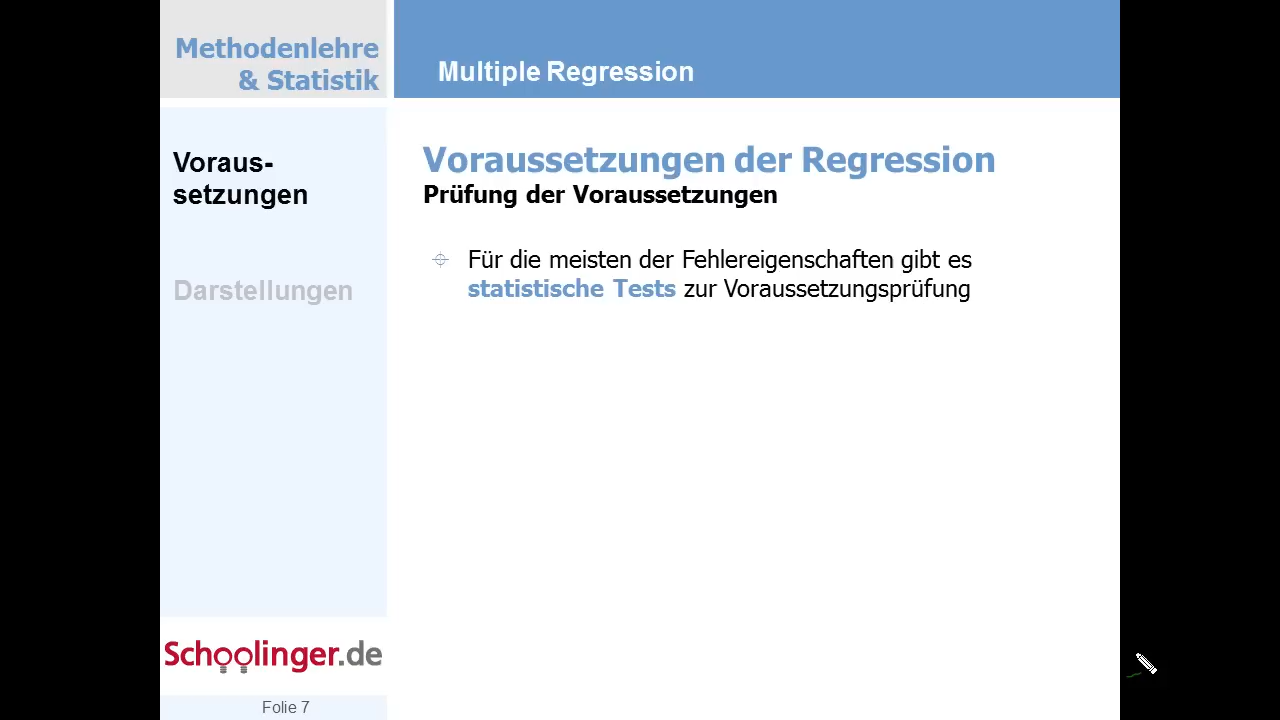 Methodenlehre
& Statistik
Multiple Regression
Voraus-
setzungen
Darstellungen
Voraussetzungen der Regression
Prüfung der Voraussetzungen
Für die meisten der Fehlereigenschaften gibt es
statistische Tests zur Voraussetzungsprüfung
Schoolinger.de
Folie 7